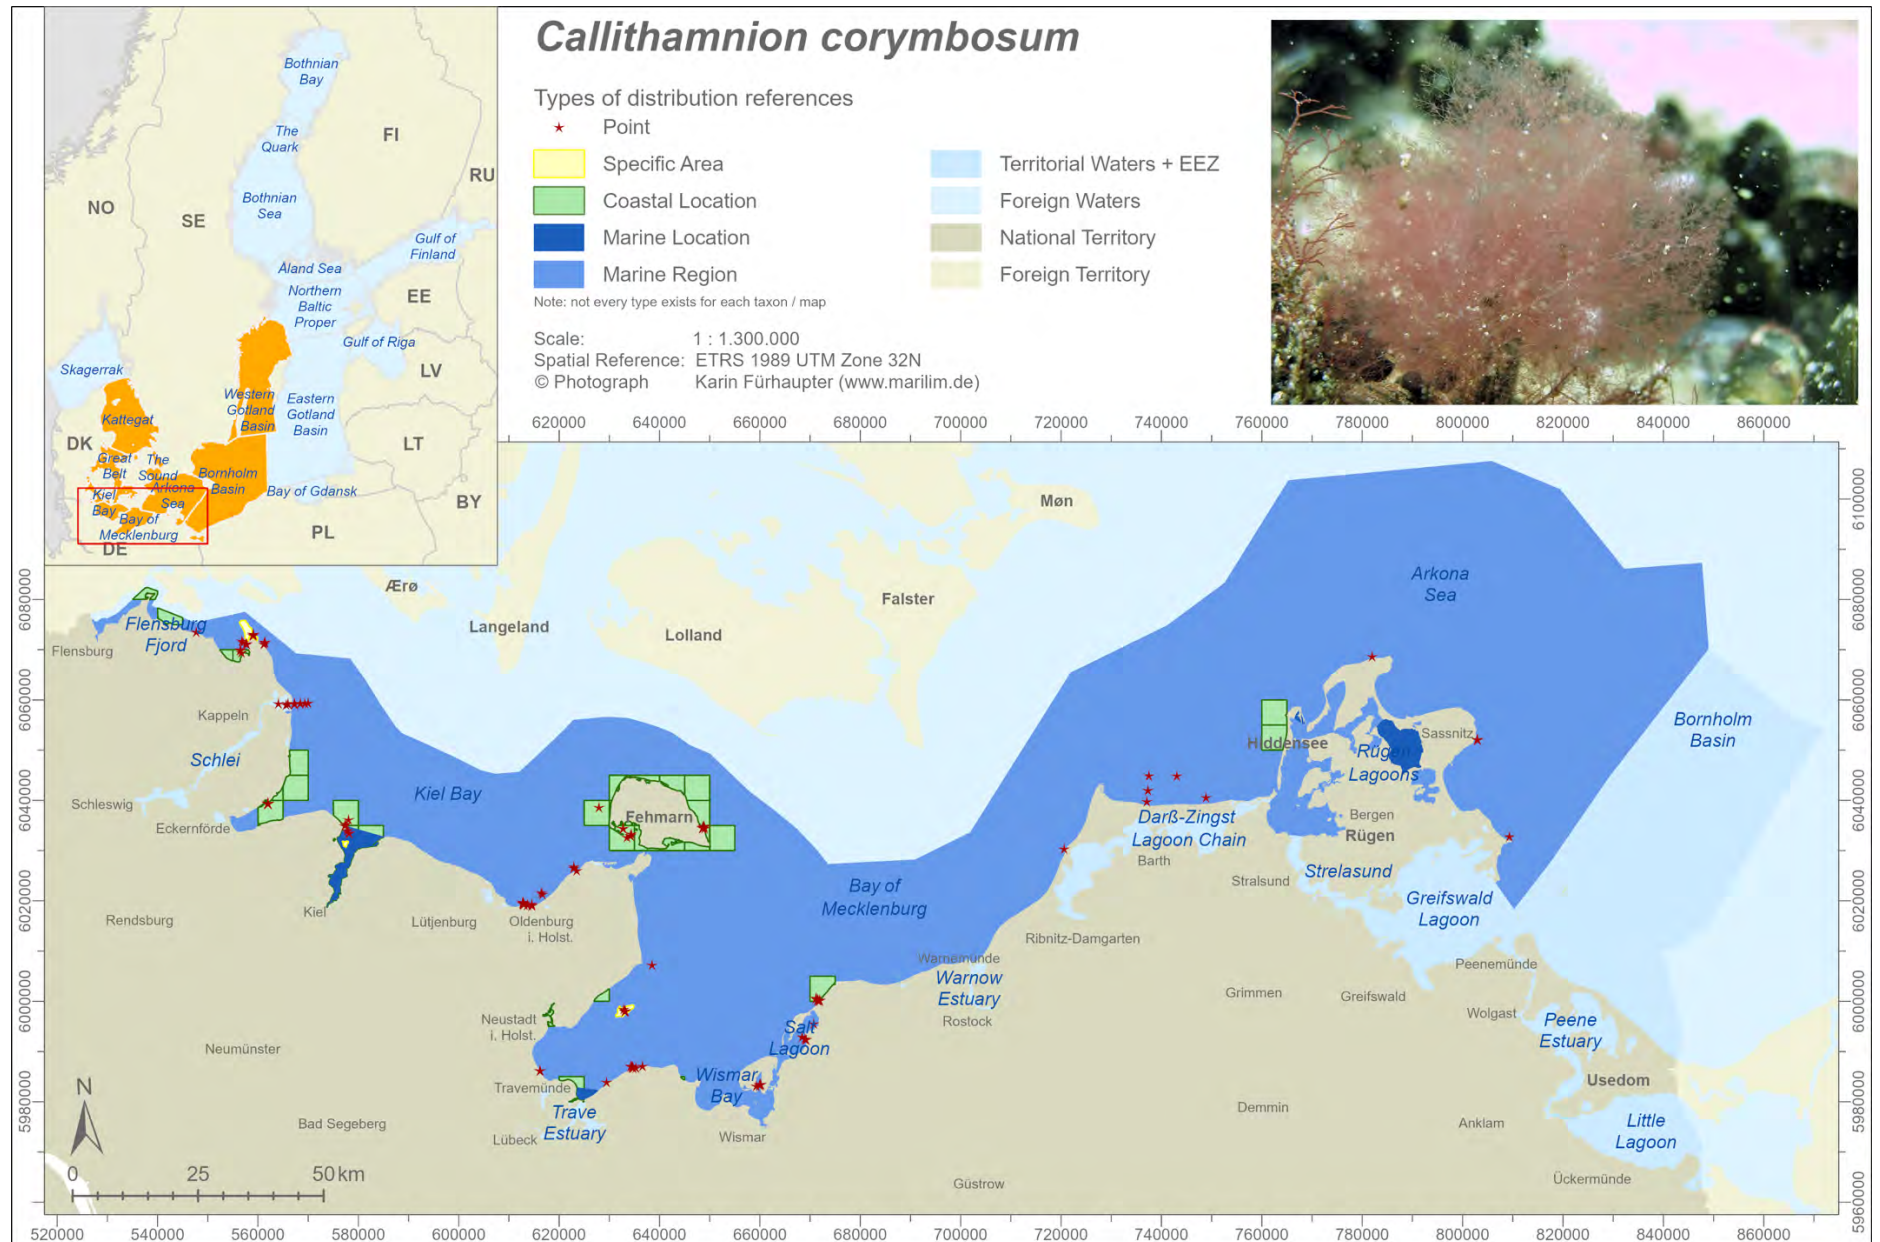 Callithamnion corymbosum
Types of distribution references
Point
Specific Area
Coastal Location
Marine Location
Marine Region
Territorial Waters + EEZ
Foreign Waters
National Territory
Foreign Territory
Note: not every type exists for each taxon / map
Scale: 1 : 1.300.000
Spatial Reference: ETRS 1989 UTM Zone 32N
© Photograph Karin Fürhaupter (www.marilim.de)
Bothnian
Bay
The
Quark
FI
RU
NO
SE
Bothnian
Sea
Gulf of
Finland
Åland Sea
Northern
Baltic
Proper
EE
Gulf of Riga
Skagerrak
LV
Western
Gotland
Basin
Eastern
Gotland
Basin
Kattegat
DK
LT
Great
Belt
The
Sound
Bornholm
Basin
Arkona
Sea
Bay of Gdansk
Kiel
Bay
BY
Bay of
Mecklenburg
PL
DE
620000 640000 660000 680000 700000 720000 740000 760000 780000 800000 820000 840000 860000
6100000
6080000
6060000
6040000
6020000
6000000
5980000
5960000
6080000
6060000
6040000
6020000
6000000
5980000
Møn
Ærø
Arkona
Sea
Falster
Langeland
Lolland
Flensburg
Fjord
Flensburg
Kappeln
Schlei
Schleswig
Eckernförde
Kiel Bay
Fehmarn
Hiddensee
Rügen
Lagoons
Sassnitz
Bornholm
Basin
Bergen
Rügen
Darß-Zingst
Lagoon Chain
Barth
Stralsund
Strelasund
Greifswald
Lagoon
Bay of
Mecklenburg
Kiel
Rendsburg
Lütjenburg
Oldenburg
i. Holst.
Ribnitz-Damgarten
Warnemünde
Warnow
Estuary
Rostock
Peenemünde
Grimmen
Greifswald
Wolgast
Peene
Estuary
Neustadt
i. Holst.
Salt
Lagoon
Neumünster
Travemünde
Wismar
Bay
Usedom
Trave
Estuary
Lübeck
Wismar
Bad Segeberg
Demmin
Anklam
Little
Lagoon
Güstrow
Ückermünde
N
0 25 50 km
520000 540000 560000 580000 600000 620000 640000 660000 680000 700000 720000 740000 760000 780000 800000 820000 840000 860000